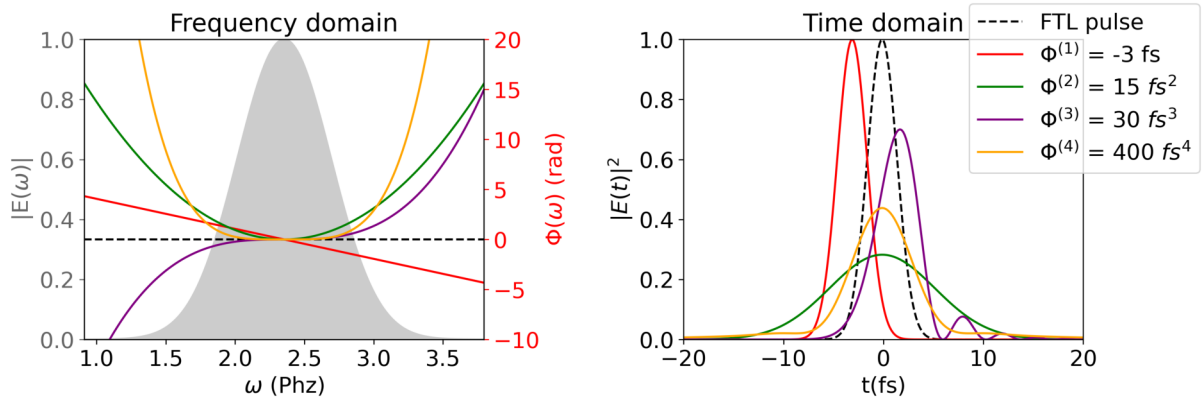 Frequency domain
1.0
0.8
0.6
0.4
0.2
0.0
|E(ω)|
1.0 1.5 2.0 2.5 3.0 3.5
ω (Phz)
20
15
10
5
0
−5
−10
Φ(ω) (rad)
Time domain
1.0
0.8
0.6
0.4
0.2
0.0
|E(t)|²
−20 −10 0 10 20
t(fs)
FTL pulse
Φ⁽¹⁾ = -3 fs
Φ⁽²⁾ = 15 fs²
Φ⁽³⁾ = 30 fs³
Φ⁽⁴⁾ = 400 fs⁴